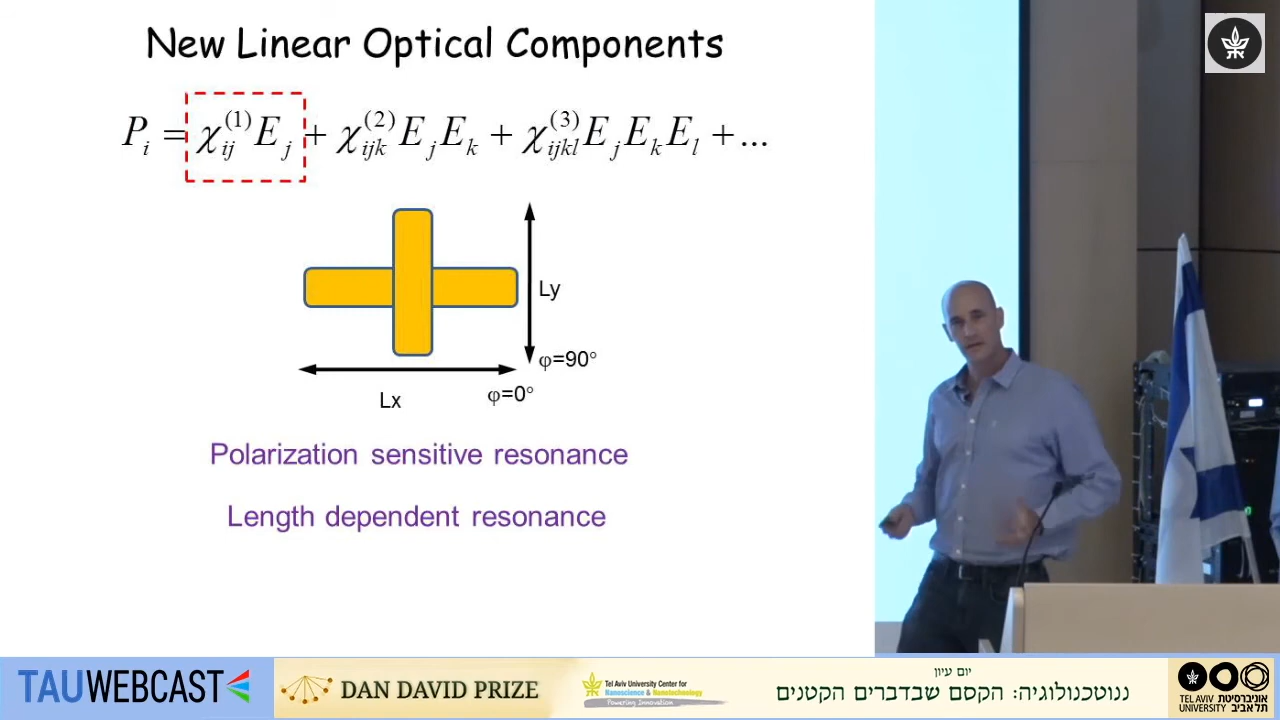 New Linear Optical Components
P_i = χ_ij^(1) E_j + χ_ijk^(2) E_j E_k + χ_ijkl^(3) E_j E_k E_l + ...
Ly
φ=90°
φ=0°
Lx
Polarization sensitive resonance
Length dependent resonance
TAUWEBCAST
DAN DAVID PRIZE
Tel Aviv University Center for
Nanoscience & Nanotechnology
Powering Innovation
יום עיון
ננוטכנולוגיה: הקסם שבדברים הקטנים
TEL AVIV אוניברסיטת
UNIVERSITY תל אביב